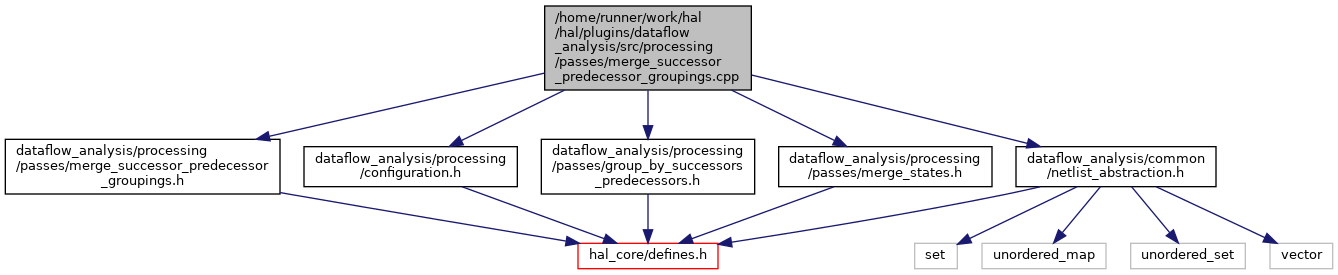 /home/runner/work/hal
/hal/plugins/dataflow
_analysis/src/processing
/passes/merge_successor
_predecessor_groupings.cpp
dataflow_analysis/processing
/passes/merge_successor_predecessor
_groupings.h
dataflow_analysis/processing
/configuration.h
dataflow_analysis/processing
/passes/group_by_successors
_predecessors.h
dataflow_analysis/processing
/passes/merge_states.h
dataflow_analysis/common
/netlist_abstraction.h
hal_core/defines.h
set
unordered_map
unordered_set
vector